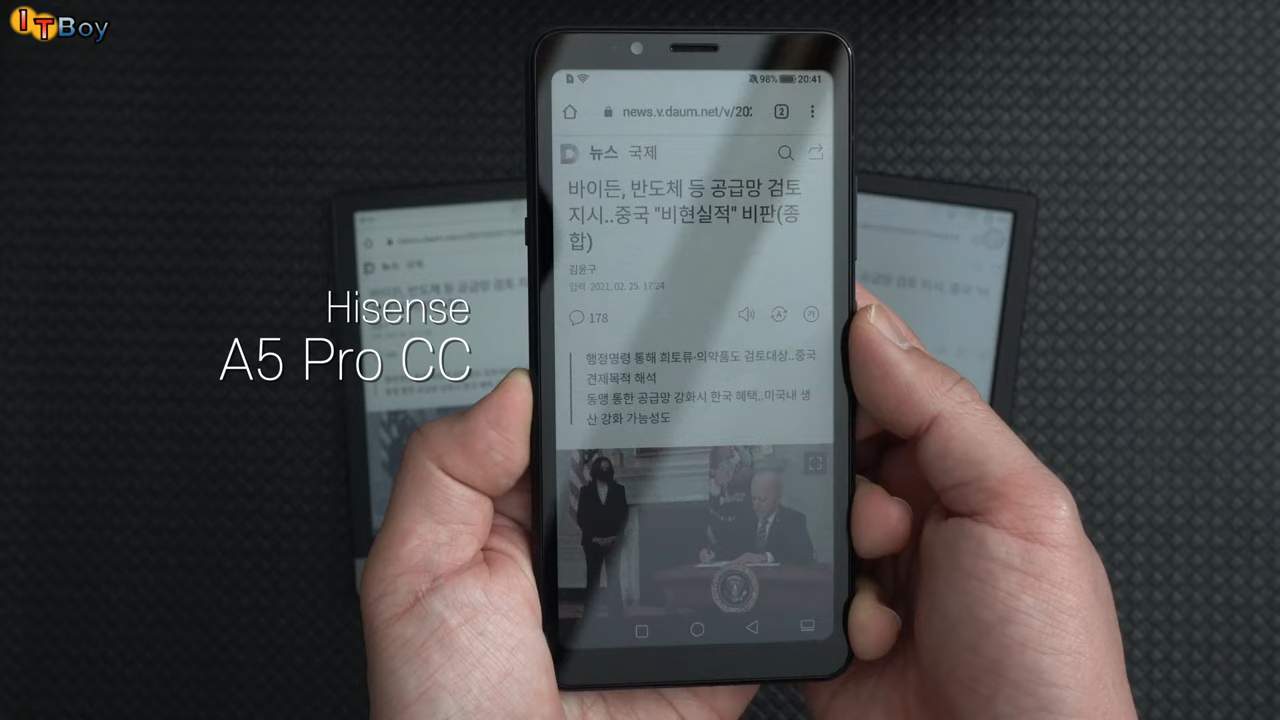 ITBoy
98% 20:41
news.v.daum.net/v/202
2
뉴스 국제
바이든, 반도체 등 공급망 검토
지시..중국 "비현실적" 비판(종
합)
김윤구
입력 2021. 02. 25. 17:24
178
가
행정명령 통해 희토류·의약품도 검토대상..중국
견제목적 해석
동맹 통한 공급망 강화시 한국 혜택..미국내 생
산 강화 가능성도
Hisense
A5 Pro CC